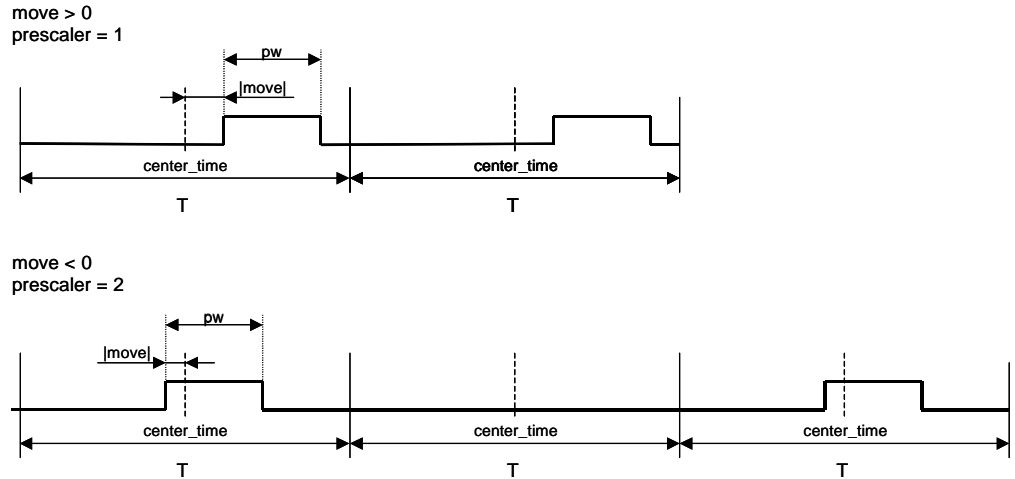 move > 0
prescaler = 1
pw
|move|
center_time center_time
T T
move < 0
prescaler = 2
pw
|move|
center_time center_time center_time
T T T